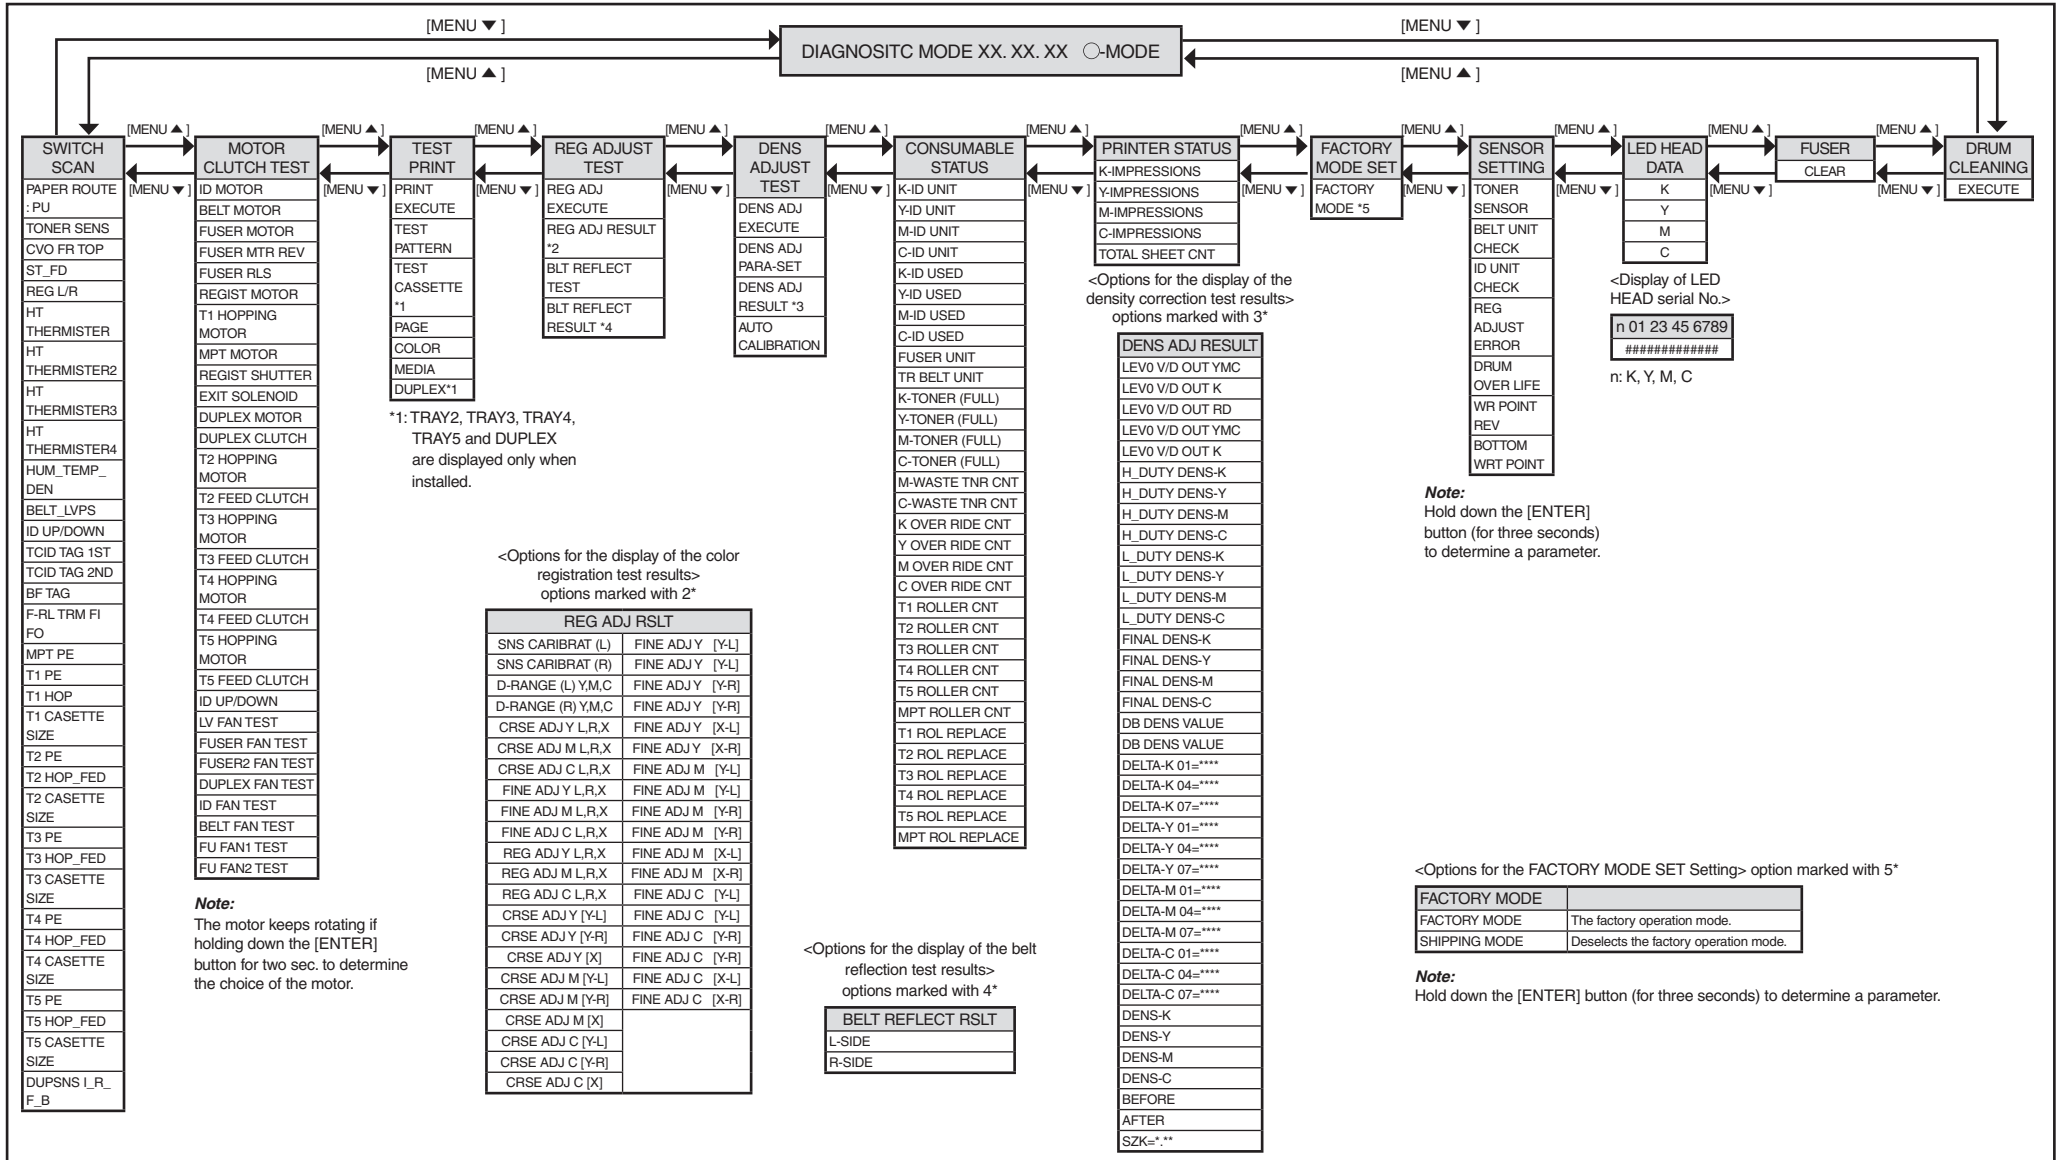 [MENU ▼ ]
[MENU ▲ ]
DIAGNOSITC MODE XX. XX. XX ○-MODE
[MENU ▼ ]
[MENU ▲ ]
[MENU ▲ ]
[MENU ▲ ]
[MENU ▲ ]
[MENU ▲ ]
[MENU ▲ ]
[MENU ▲ ]
[MENU ▲ ]
[MENU ▲ ]
[MENU ▲ ]
[MENU ▲ ]
[MENU ▲ ]
[MENU ▼ ]
[MENU ▼ ]
[MENU ▼ ]
[MENU ▼ ]
[MENU ▼ ]
[MENU ▼ ]
[MENU ▼ ]
[MENU ▼ ]
[MENU ▼ ]
[MENU ▼ ]
[MENU ▼ ]
SWITCH
SCAN
PAPER ROUTE
: PU
TONER SENS
CVO FR TOP
ST_FD
REG L/R
HT
THERMISTER
HT
THERMISTER2
HT
THERMISTER3
HT
THERMISTER4
HUM_TEMP_
DEN
BELT_LVPS
ID UP/DOWN
TCID TAG 1ST
TCID TAG 2ND
BF TAG
F-RL TRM FI
FO
MPT PE
T1 PE
T1 HOP
T1 CASETTE
SIZE
T2 PE
T2 HOP_FED
T2 CASETTE
SIZE
T3 PE
T3 HOP_FED
T3 CASETTE
SIZE
T4 PE
T4 HOP_FED
T4 CASETTE
SIZE
T5 PE
T5 HOP_FED
T5 CASETTE
SIZE
DUPSNS I_R_
F_B
MOTOR
CLUTCH TEST
ID MOTOR
BELT MOTOR
FUSER MOTOR
FUSER MTR REV
FUSER RLS
REGIST MOTOR
T1 HOPPING
MOTOR
MPT MOTOR
REGIST SHUTTER
EXIT SOLENOID
DUPLEX MOTOR
DUPLEX CLUTCH
T2 HOPPING
MOTOR
T2 FEED CLUTCH
T3 HOPPING
MOTOR
T3 FEED CLUTCH
T4 HOPPING
MOTOR
T4 FEED CLUTCH
T5 HOPPING
MOTOR
T5 FEED CLUTCH
ID UP/DOWN
LV FAN TEST
FUSER FAN TEST
FUSER2 FAN TEST
DUPLEX FAN TEST
ID FAN TEST
BELT FAN TEST
FU FAN1 TEST
FU FAN2 TEST
Note:
The motor keeps rotating if
holding down the [ENTER]
button for two sec. to determine
the choice of the motor.
TEST
PRINT
PRINT
EXECUTE
TEST
PATTERN
TEST
CASSETTE
*1
PAGE
COLOR
MEDIA
DUPLEX*1
*1: TRAY2, TRAY3, TRAY4,
TRAY5 and DUPLEX
are displayed only when
installed.
REG ADJUST
TEST
REG ADJ
EXECUTE
REG ADJ RESULT
*2
BLT REFLECT
TEST
BLT REFLECT
RESULT *4
<Options for the display of the color
registration test results>
options marked with 2*
REG ADJ RSLT
SNS CARIBRAT (L) FINE ADJ Y [Y-L]
SNS CARIBRAT (R) FINE ADJ Y [Y-L]
D-RANGE (L) Y,M,C FINE ADJ Y [Y-R]
D-RANGE (R) Y,M,C FINE ADJ Y [Y-R]
CRSE ADJ Y L,R,X FINE ADJ Y [X-L]
CRSE ADJ M L,R,X FINE ADJ Y [X-R]
CRSE ADJ C L,R,X FINE ADJ M [Y-L]
FINE ADJ Y L,R,X FINE ADJ M [Y-L]
FINE ADJ M L,R,X FINE ADJ M [Y-R]
FINE ADJ C L,R,X FINE ADJ M [Y-R]
REG ADJ Y L,R,X FINE ADJ M [X-L]
REG ADJ M L,R,X FINE ADJ M [X-R]
REG ADJ C L,R,X FINE ADJ C [Y-L]
CRSE ADJ Y [Y-L] FINE ADJ C [Y-L]
CRSE ADJ Y [Y-R] FINE ADJ C [Y-R]
CRSE ADJ Y [X] FINE ADJ C [Y-R]
CRSE ADJ M [Y-L] FINE ADJ C [X-L]
CRSE ADJ M [Y-R] FINE ADJ C [X-R]
CRSE ADJ M [X]
CRSE ADJ C [Y-L]
CRSE ADJ C [Y-R]
CRSE ADJ C [X]
DENS
ADJUST
TEST
DENS ADJ
EXECUTE
DENS ADJ
PARA-SET
DENS ADJ
RESULT *3
AUTO
CALIBRATION
CONSUMABLE
STATUS
K-ID UNIT
Y-ID UNIT
M-ID UNIT
C-ID UNIT
K-ID USED
Y-ID USED
M-ID USED
C-ID USED
FUSER UNIT
TR BELT UNIT
K-TONER (FULL)
Y-TONER (FULL)
M-TONER (FULL)
C-TONER (FULL)
M-WASTE TNR CNT
C-WASTE TNR CNT
K OVER RIDE CNT
Y OVER RIDE CNT
M OVER RIDE CNT
C OVER RIDE CNT
T1 ROLLER CNT
T2 ROLLER CNT
T3 ROLLER CNT
T4 ROLLER CNT
T5 ROLLER CNT
MPT ROLLER CNT
T1 ROL REPLACE
T2 ROL REPLACE
T3 ROL REPLACE
T4 ROL REPLACE
T5 ROL REPLACE
MPT ROL REPLACE
<Options for the display of the belt
reflection test results>
options marked with 4*
BELT REFLECT RSLT
L-SIDE
R-SIDE
PRINTER STATUS
K-IMPRESSIONS
Y-IMPRESSIONS
M-IMPRESSIONS
C-IMPRESSIONS
TOTAL SHEET CNT
<Options for the display of the
density correction test results>
options marked with 3*
DENS ADJ RESULT
LEV0 V/D OUT YMC
LEV0 V/D OUT K
LEV0 V/D OUT RD
LEV0 V/D OUT YMC
LEV0 V/D OUT K
H_DUTY DENS-K
H_DUTY DENS-Y
H_DUTY DENS-M
H_DUTY DENS-C
L_DUTY DENS-K
L_DUTY DENS-Y
L_DUTY DENS-M
L_DUTY DENS-C
FINAL DENS-K
FINAL DENS-Y
FINAL DENS-M
FINAL DENS-C
DB DENS VALUE
DB DENS VALUE
DELTA-K 01=****
DELTA-K 04=****
DELTA-K 07=****
DELTA-Y 01=****
DELTA-Y 04=****
DELTA-Y 07=****
DELTA-M 01=****
DELTA-M 04=****
DELTA-M 07=****
DELTA-C 01=****
DELTA-C 04=****
DELTA-C 07=****
DENS-K
DENS-Y
DENS-M
DENS-C
BEFORE
AFTER
SZK=*.**
FACTORY
MODE SET
FACTORY
MODE *5
SENSOR
SETTING
TONER
SENSOR
BELT UNIT
CHECK
ID UNIT
CHECK
REG
ADJUST
ERROR
DRUM
OVER LIFE
WR POINT
REV
BOTTOM
WRT POINT
Note:
Hold down the [ENTER]
button (for three seconds)
to determine a parameter.
LED HEAD
DATA
K
Y
M
C
<Display of LED
HEAD serial No.>
n 01 23 45 6789
#############
n: K, Y, M, C
FUSER
CLEAR
DRUM
CLEANING
EXECUTE
<Options for the FACTORY MODE SET Setting> option marked with 5*
FACTORY MODE
FACTORY MODE The factory operation mode.
SHIPPING MODE Deselects the factory operation mode.
Note:
Hold down the [ENTER] button (for three seconds) to determine a parameter.